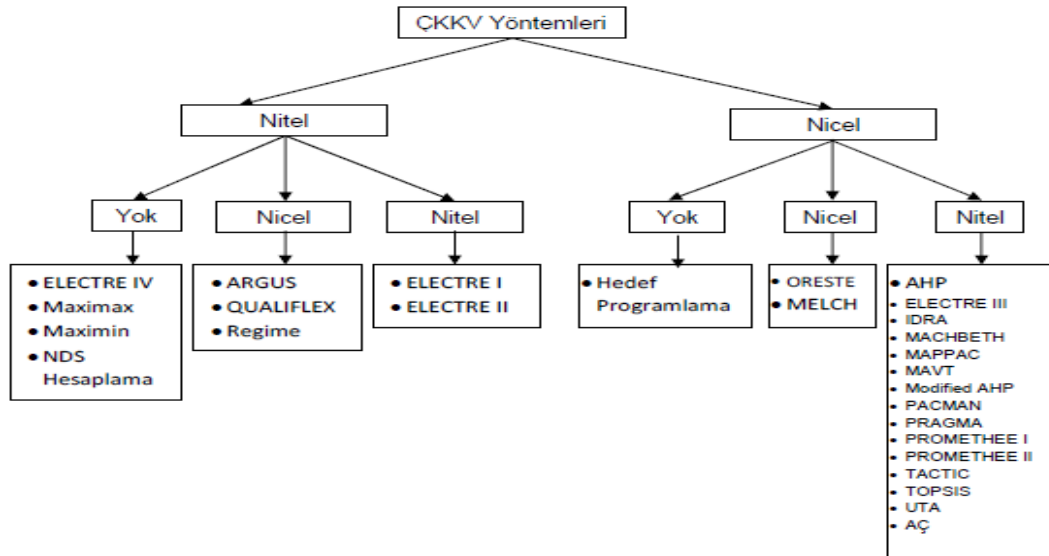 ÇKKV Yöntemleri
Nitel
Nicel
Yok
Nicel
Nitel
Yok
Nicel
Nitel
• ELECTRE IV
• Maximax
• Maximin
• NDS
Hesaplama
• ARGUS
• QUALIFLEX
• Regime
• ELECTRE I
• ELECTRE II
• Hedef
Programlama
• ORESTE
• MELCH
• AHP
• ELECTRE III
• IDRA
• MACHBETH
• MAPPAC
• MAVT
• Modified AHP
• PACMAN
• PRAGMA
• PROMETHEE I
• PROMETHEE II
• TACTIC
• TOPSIS
• UTA
• AÇ